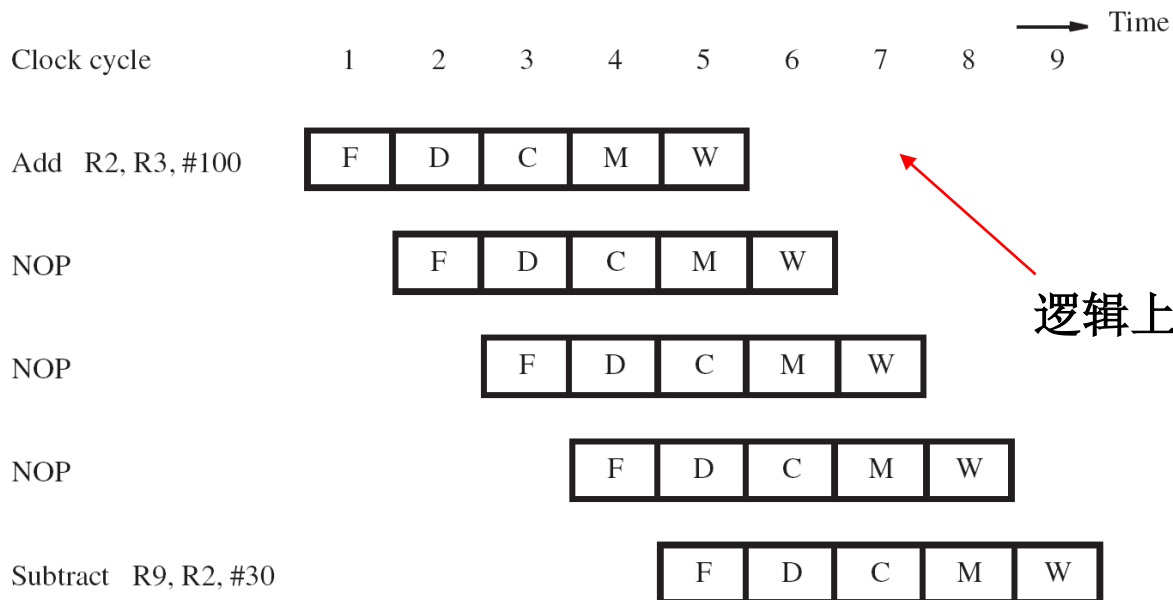 Time
Clock cycle 1 2 3 4 5 6 7 8 9
Add R2, R3, #100 F D C M W
NOP F D C M W
逻辑上
NOP F D C M W
NOP F D C M W
Subtract R9, R2, #30 F D C M W